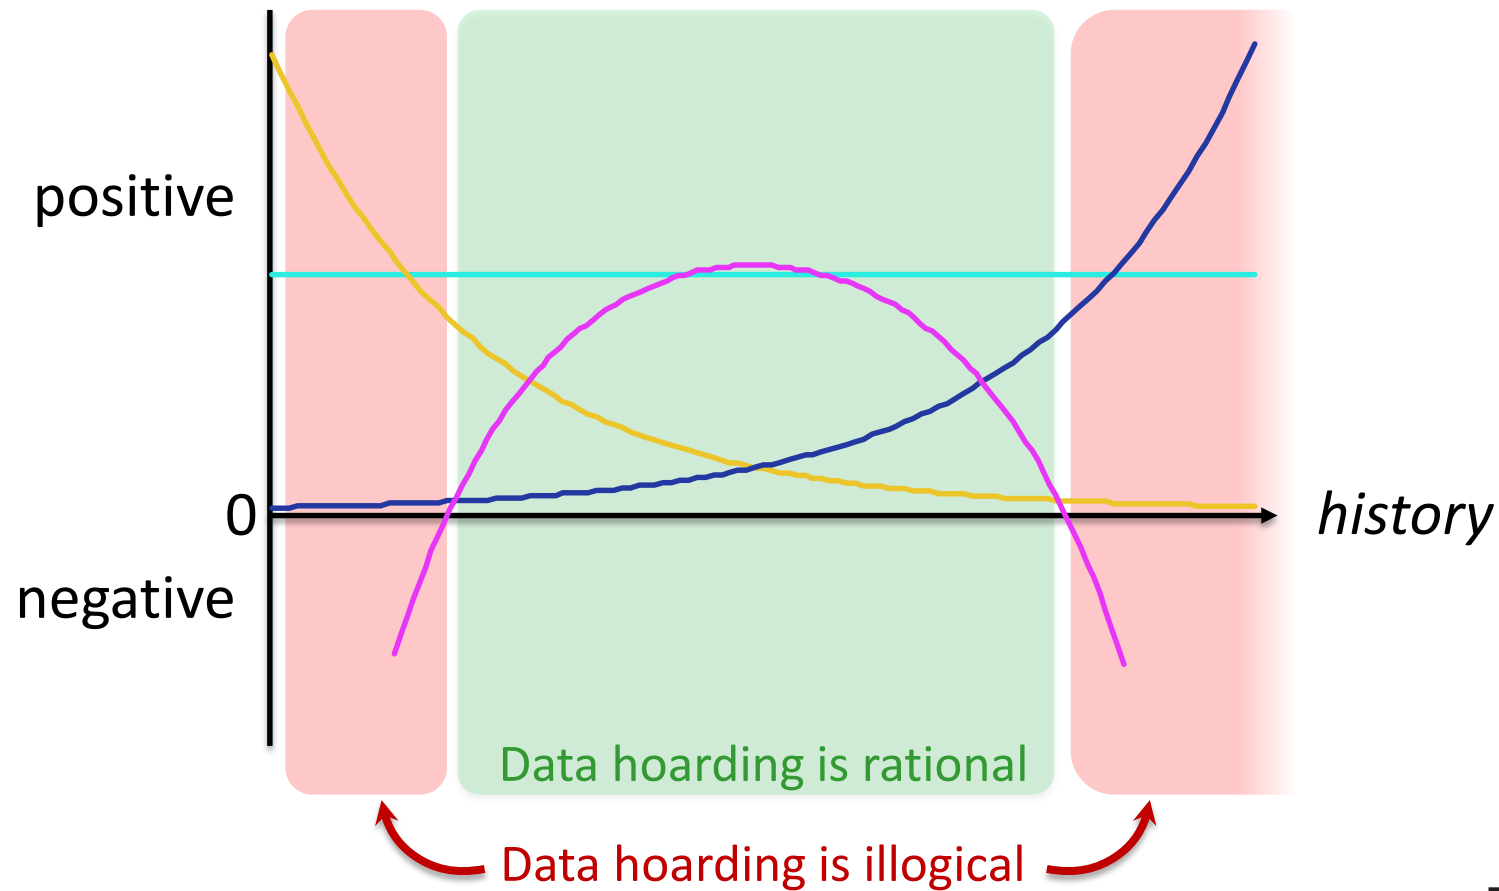 positive
0
history
negative
Data hoarding is rational
Data hoarding is illogical